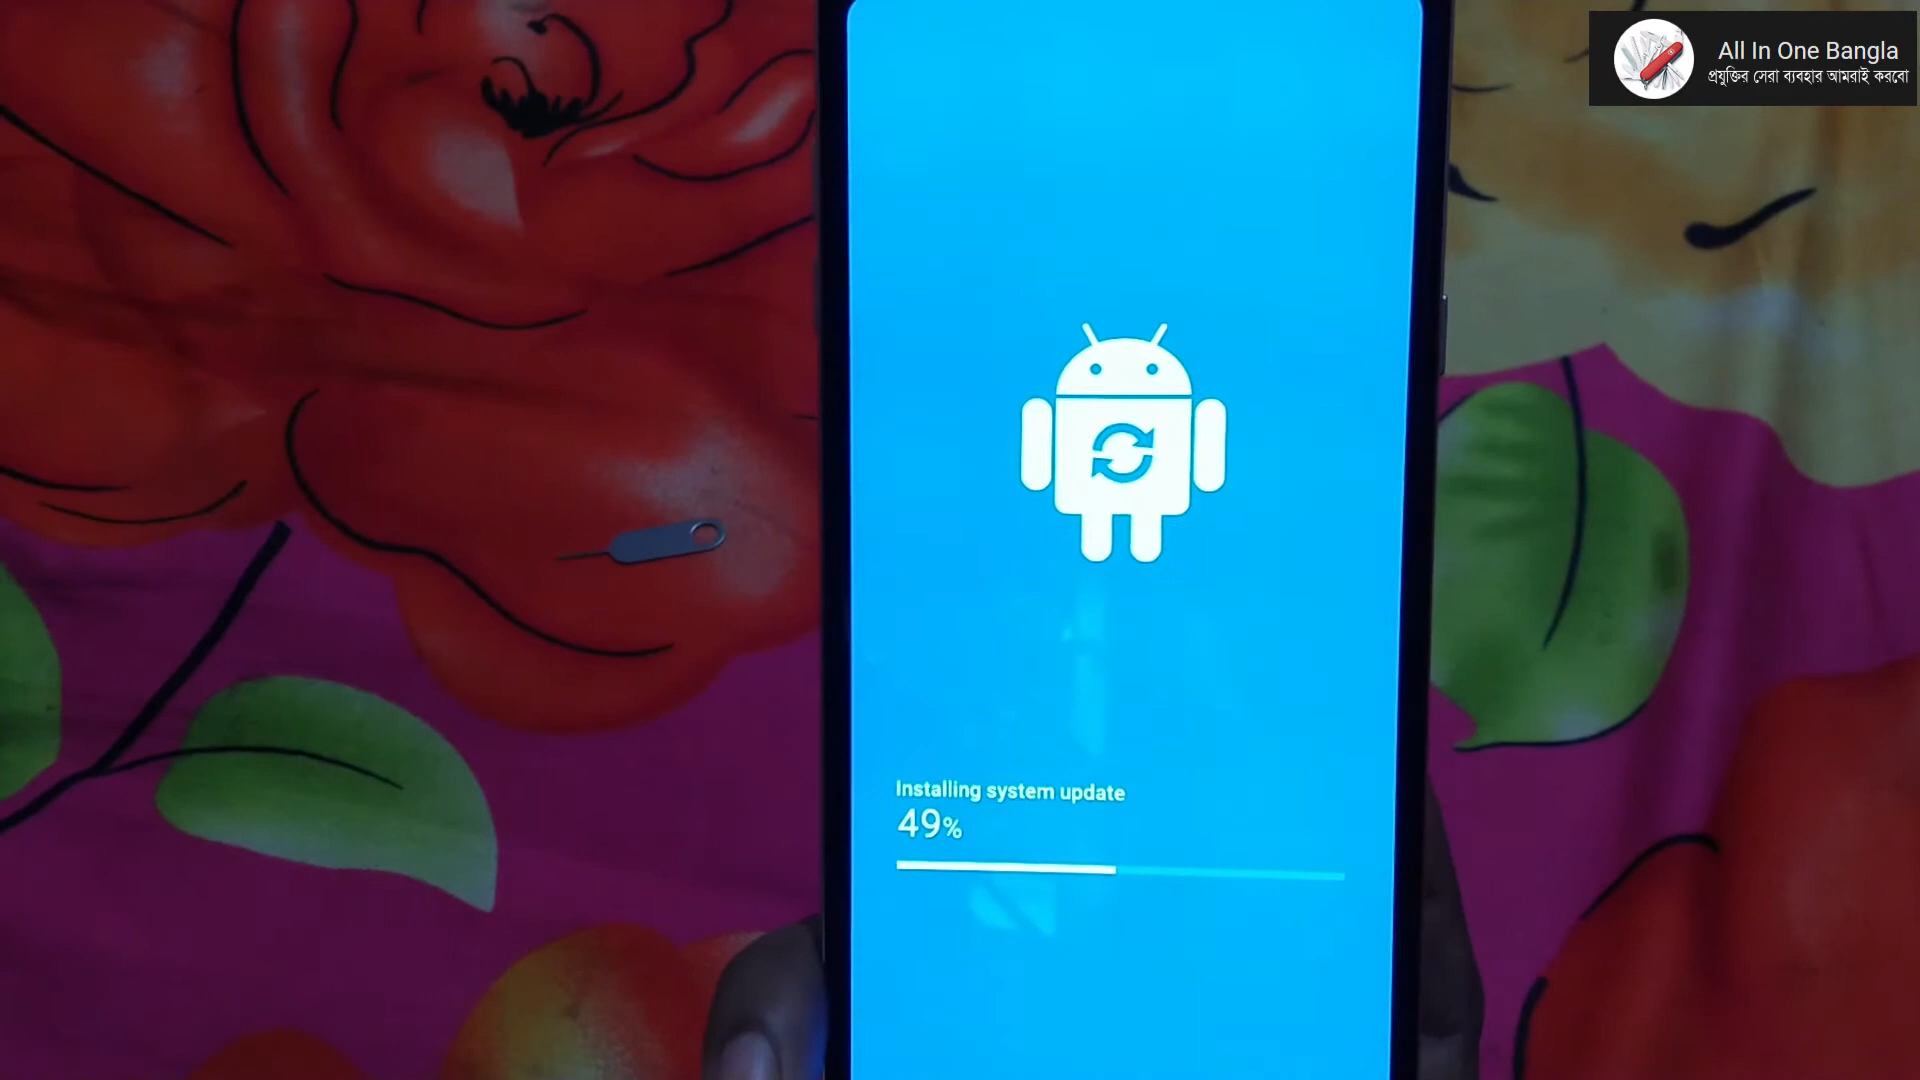 All In One Bangla
প্রযুক্তির সেরা ব্যবহার আমরাই করবো
Installing system update
49%